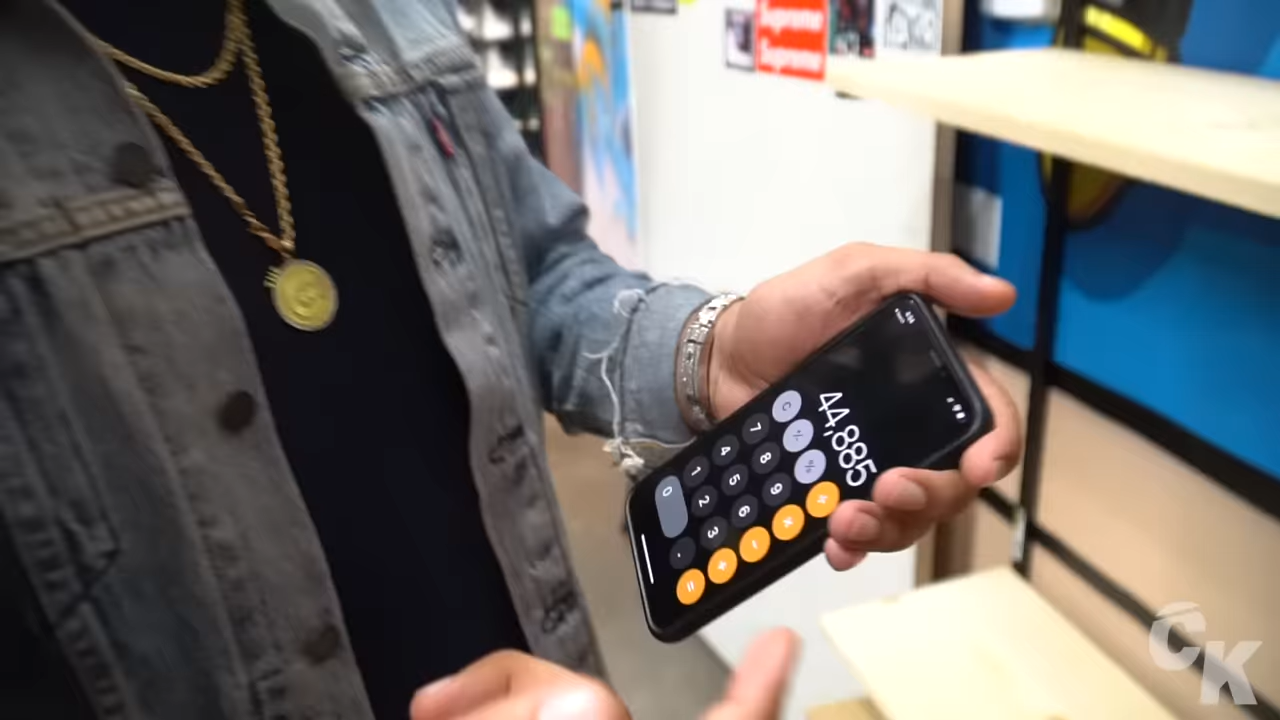 Supreme
Supreme
44,885
C +/- % ÷
7 8 9 ×
4 5 6 −
1 2 3 +
0 . =
CK